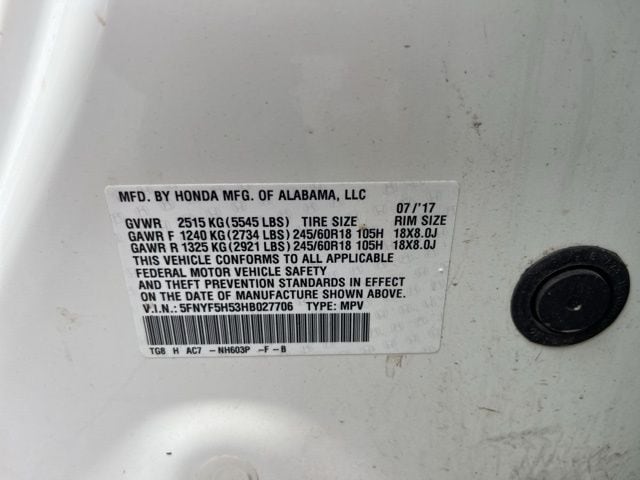 MFD. BY HONDA MFG. OF ALABAMA, LLC 07/'17
GVWR 2515 KG(5545 LBS) TIRE SIZE RIM SIZE
GAWR F 1240 KG(2734 LBS) 245/60R18 105H 18X8.0J
GAWR R 1325 KG(2921 LBS) 245/60R18 105H 18X8.0J
THIS VEHICLE CONFORMS TO ALL APPLICABLE
FEDERAL MOTOR VEHICLE SAFETY
AND THEFT PREVENTION STANDARDS IN EFFECT ON
DATE OF MANUFACTURE SHOWN ABOVE.
V.I.N.: 5FNYF5H53HB027706 TYPE: MPV
TG8 H AC7 -NH603P -F-B